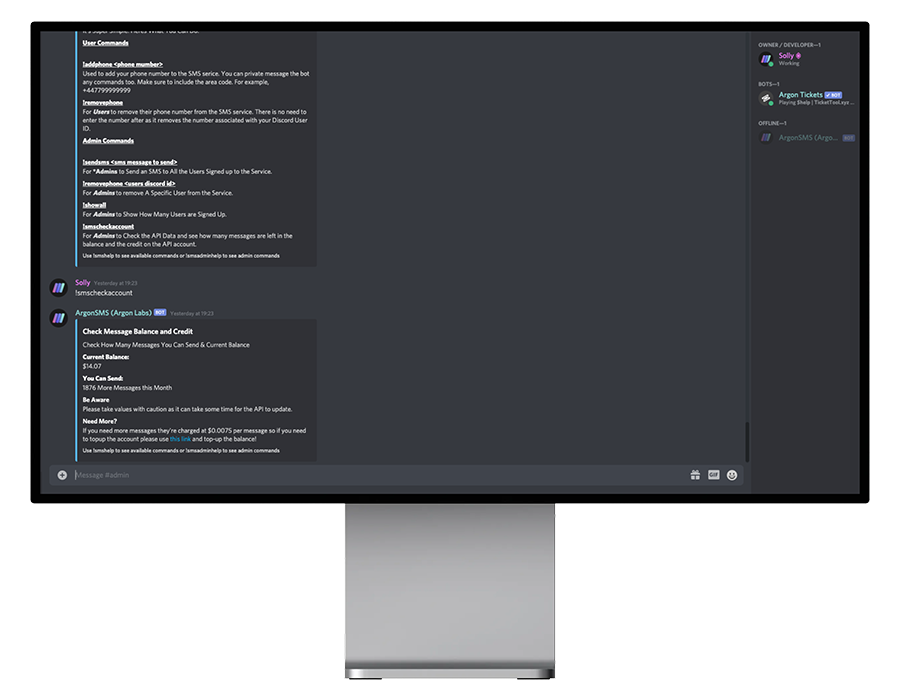 It's Super Simple. Here's What You Can Do:
User Commands
!addphone <phone mumber>
Used to add your phone number to the SMS serice. You can private message the bot
any commands too. Make sure to include the area code. For example,
+447799999999
!removephone
For Users to remove their phone number from the SMS service. There is no need to
enter the number after as it removes the number associated with your Discord User
ID.
Admin Commands
!sendsms <sms message to send>
For *Admins to Send an SMS to All the Users Signed up to the Service.
!removephone <users discord id>
For Admins to remove A Specific User from the Service.
!showall
For Admins to Show How Many Users are Signed Up.
!smscheckaccount
For Admins to Check the API Data and see how many messages are left in the
balance and the credit on the API account.
Use !smshelp to see available commands or !smsadminhelp to see admin commands
Solly Yesterday at 19:23
!smscheckaccount
ArgonSMS (Argon Labs) BOT Yesterday at 19:23
Check Message Balance and Credit
Check How Many Messages You Can Send & Current Balance
Current Balance:
$14.07
You Can Send:
1876 More Messages this Month
Be Aware
Please take values with caution as it can take some time for the API to update.
Need More?
If you need more messages they're charged at $0.0075 per message so if you need
to topup the account please use this link and top-up the balance!
Use !smshelp to see available commands or !smsadminhelp to see admin commands
Message #admin
GIF
OWNER / DEVELOPER—1
Solly
Working
BOTS—1
Argon Tickets BOT
Playing $help | TicketTool.xyz ...
OFFLINE—1
ArgonSMS (Argo... BOT